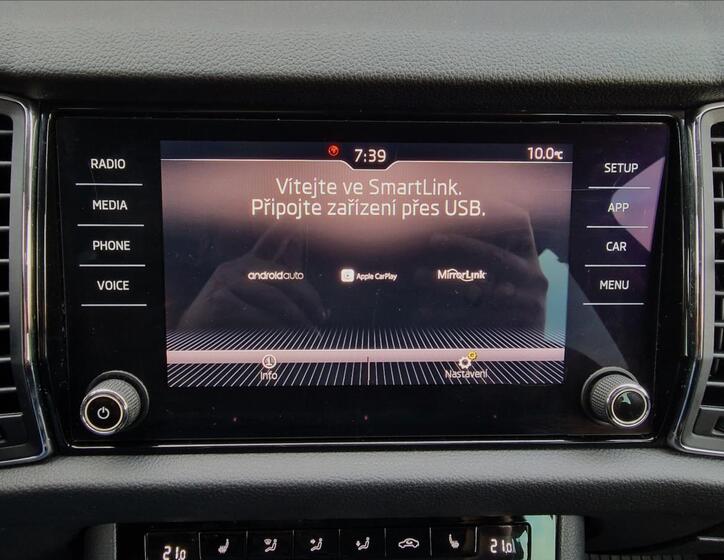 RADIO
MEDIA
PHONE
VOICE
7:39
10.0°C
Vítejte ve SmartLink.
Připojte zařízení přes USB.
androidauto
Apple CarPlay
MirrorLink
Info
Nastavení
SETUP
APP
CAR
MENU
21.0
21.0